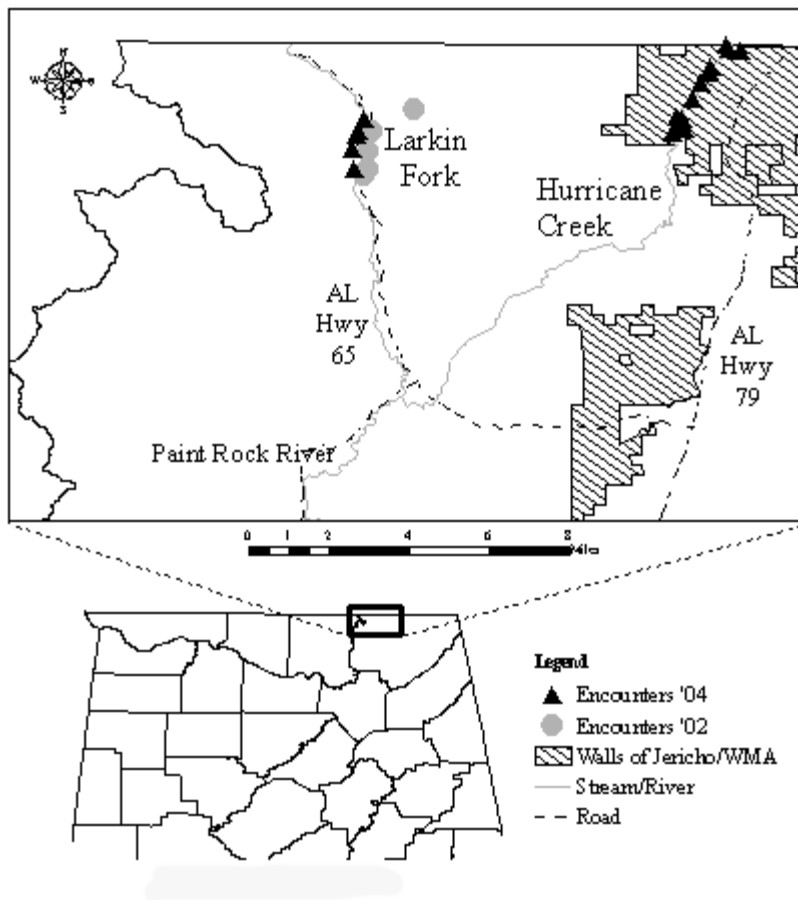 N
W
S
Larkin
Fork
Hurricane
Creek
AL
Hwy
65
AL
Hwy
79
Paint Rock River
0 1 2 4 6 8
Legend
Encounters '04
Encounters '02
Walls of Jericho/WMA
Stream/River
Road